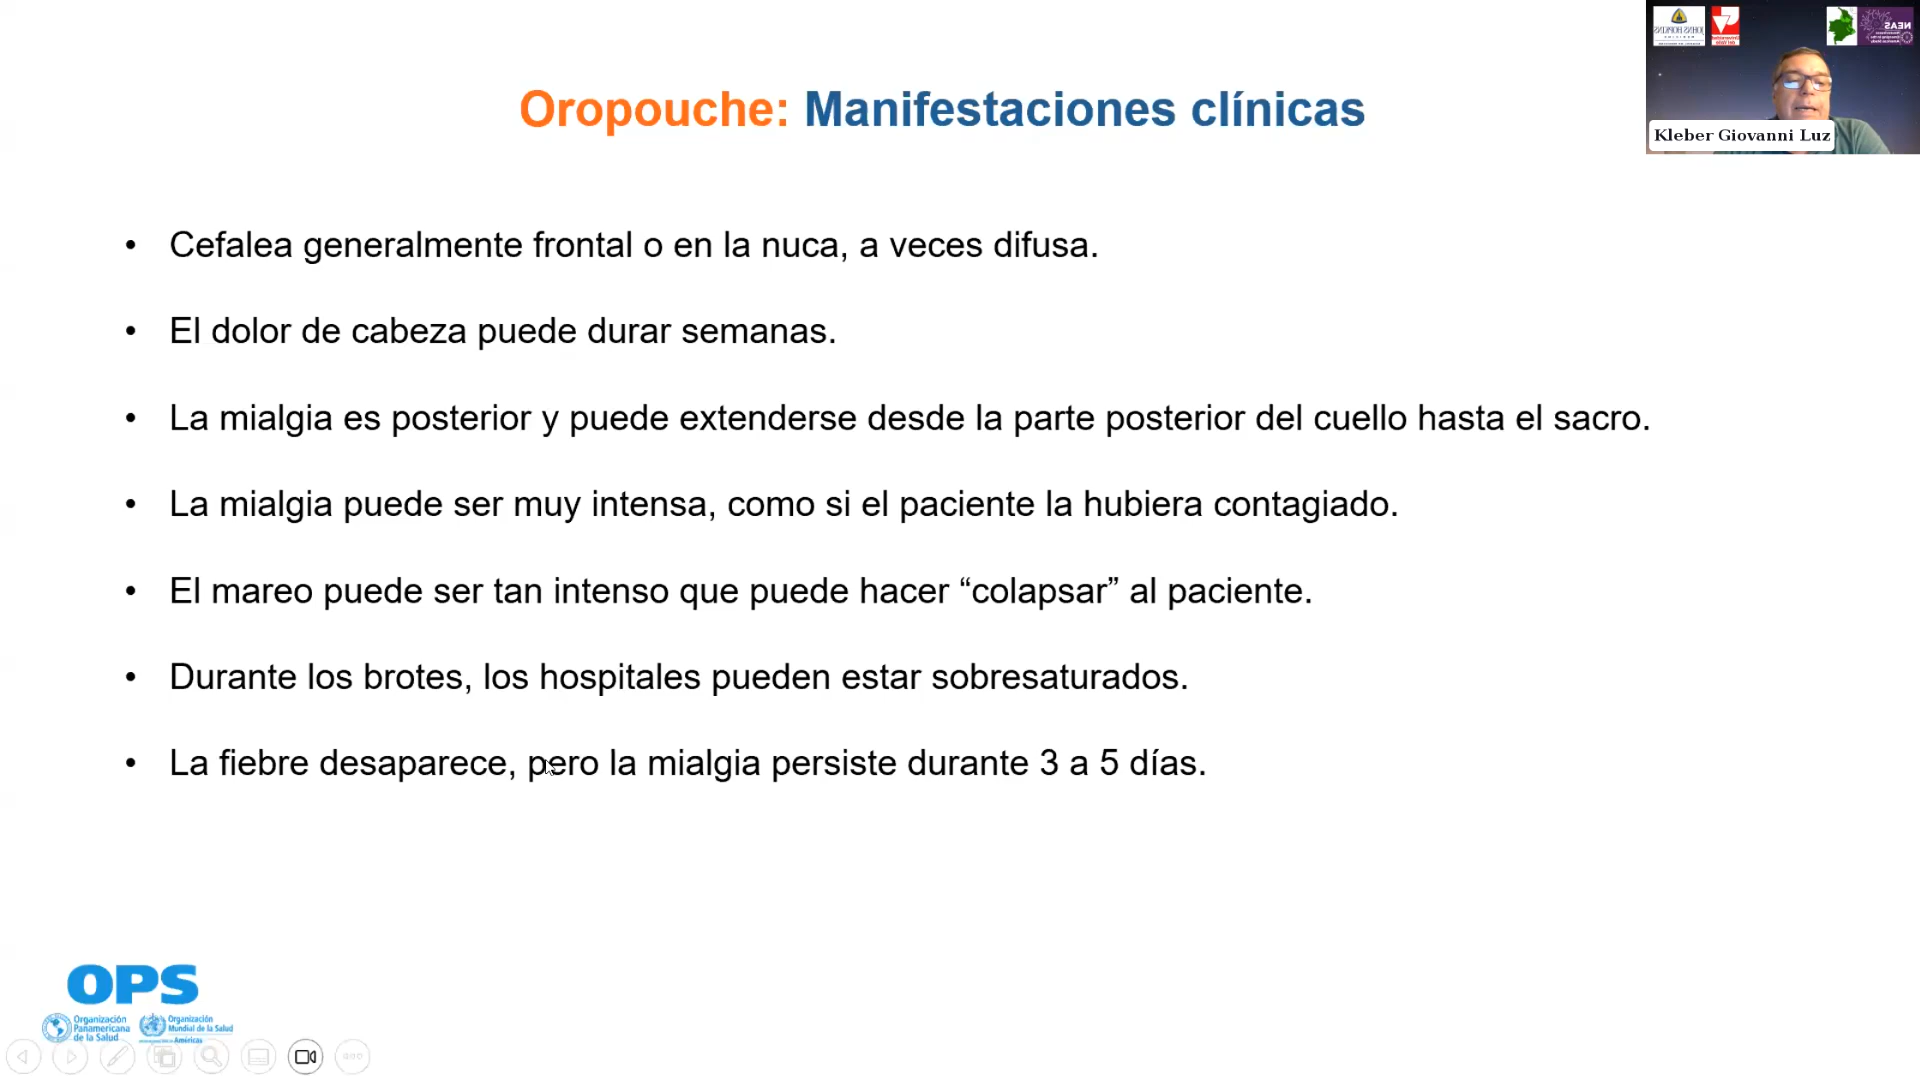 Oropouche: Manifestaciones clínicas
JOHNS HOPKINS
NEAS
Kleber Giovanni Luz
• Cefalea generalmente frontal o en la nuca, a veces difusa.
• El dolor de cabeza puede durar semanas.
• La mialgia es posterior y puede extenderse desde la parte posterior del cuello hasta el sacro.
• La mialgia puede ser muy intensa, como si el paciente la hubiera contagiado.
• El mareo puede ser tan intenso que puede hacer “colapsar” al paciente.
• Durante los brotes, los hospitales pueden estar sobresaturados.
• La fiebre desaparece, pero la mialgia persiste durante 3 a 5 días.
OPS
Organización
Panamericana
de la Salud
Organización
Mundial de la Salud
Américas